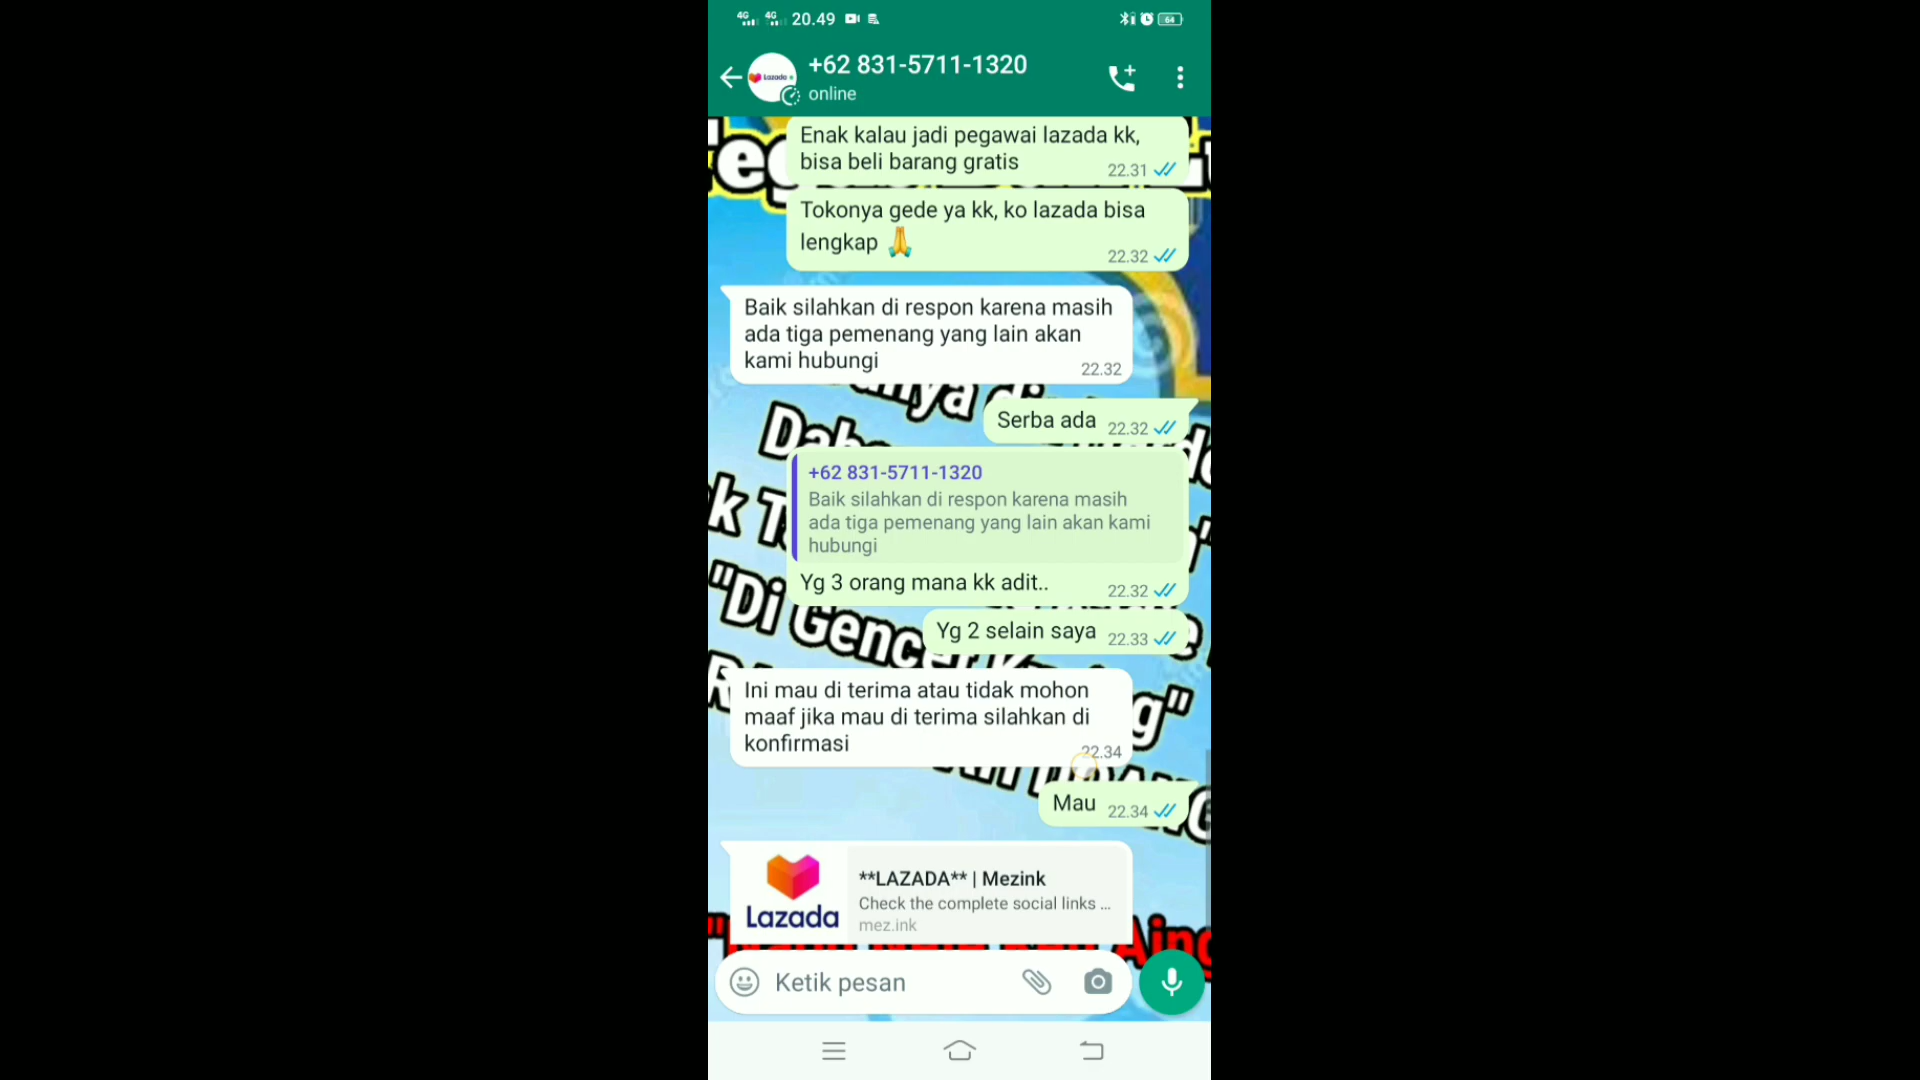 4G 4G 20.49 64
Lazada
+62 831-5711-1320
online
Enak kalau jadi pegawai lazada kk,
bisa beli barang gratis
22.31
Tokonya gede ya kk, ko lazada bisa
lengkap 🙏
22.32
Baik silahkan di respon karena masih
ada tiga pemenang yang lain akan
kami hubungi
22.32
Serba ada 22.32
+62 831-5711-1320
Baik silahkan di respon karena masih
ada tiga pemenang yang lain akan kami
hubungi
Yg 3 orang mana kk adit.. 22.32
"Di
Yg 2 selain saya 22.33
Ini mau di terima atau tidak mohon
maaf jika mau di terima silahkan di
konfirmasi
22.34
Mau 22.34
Lazada
**LAZADA** | Mezink
Check the complete social links ...
mez.ink
Ketik pesan